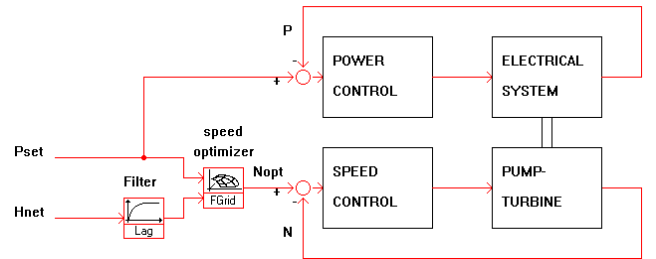 P
-
POWER
CONTROL
ELECTRICAL
SYSTEM
+
speed
optimizer
Pset
Filter
FGrid
Nopt
+
-
SPEED
CONTROL
PUMP-
TURBINE
Hnet
Lag
N